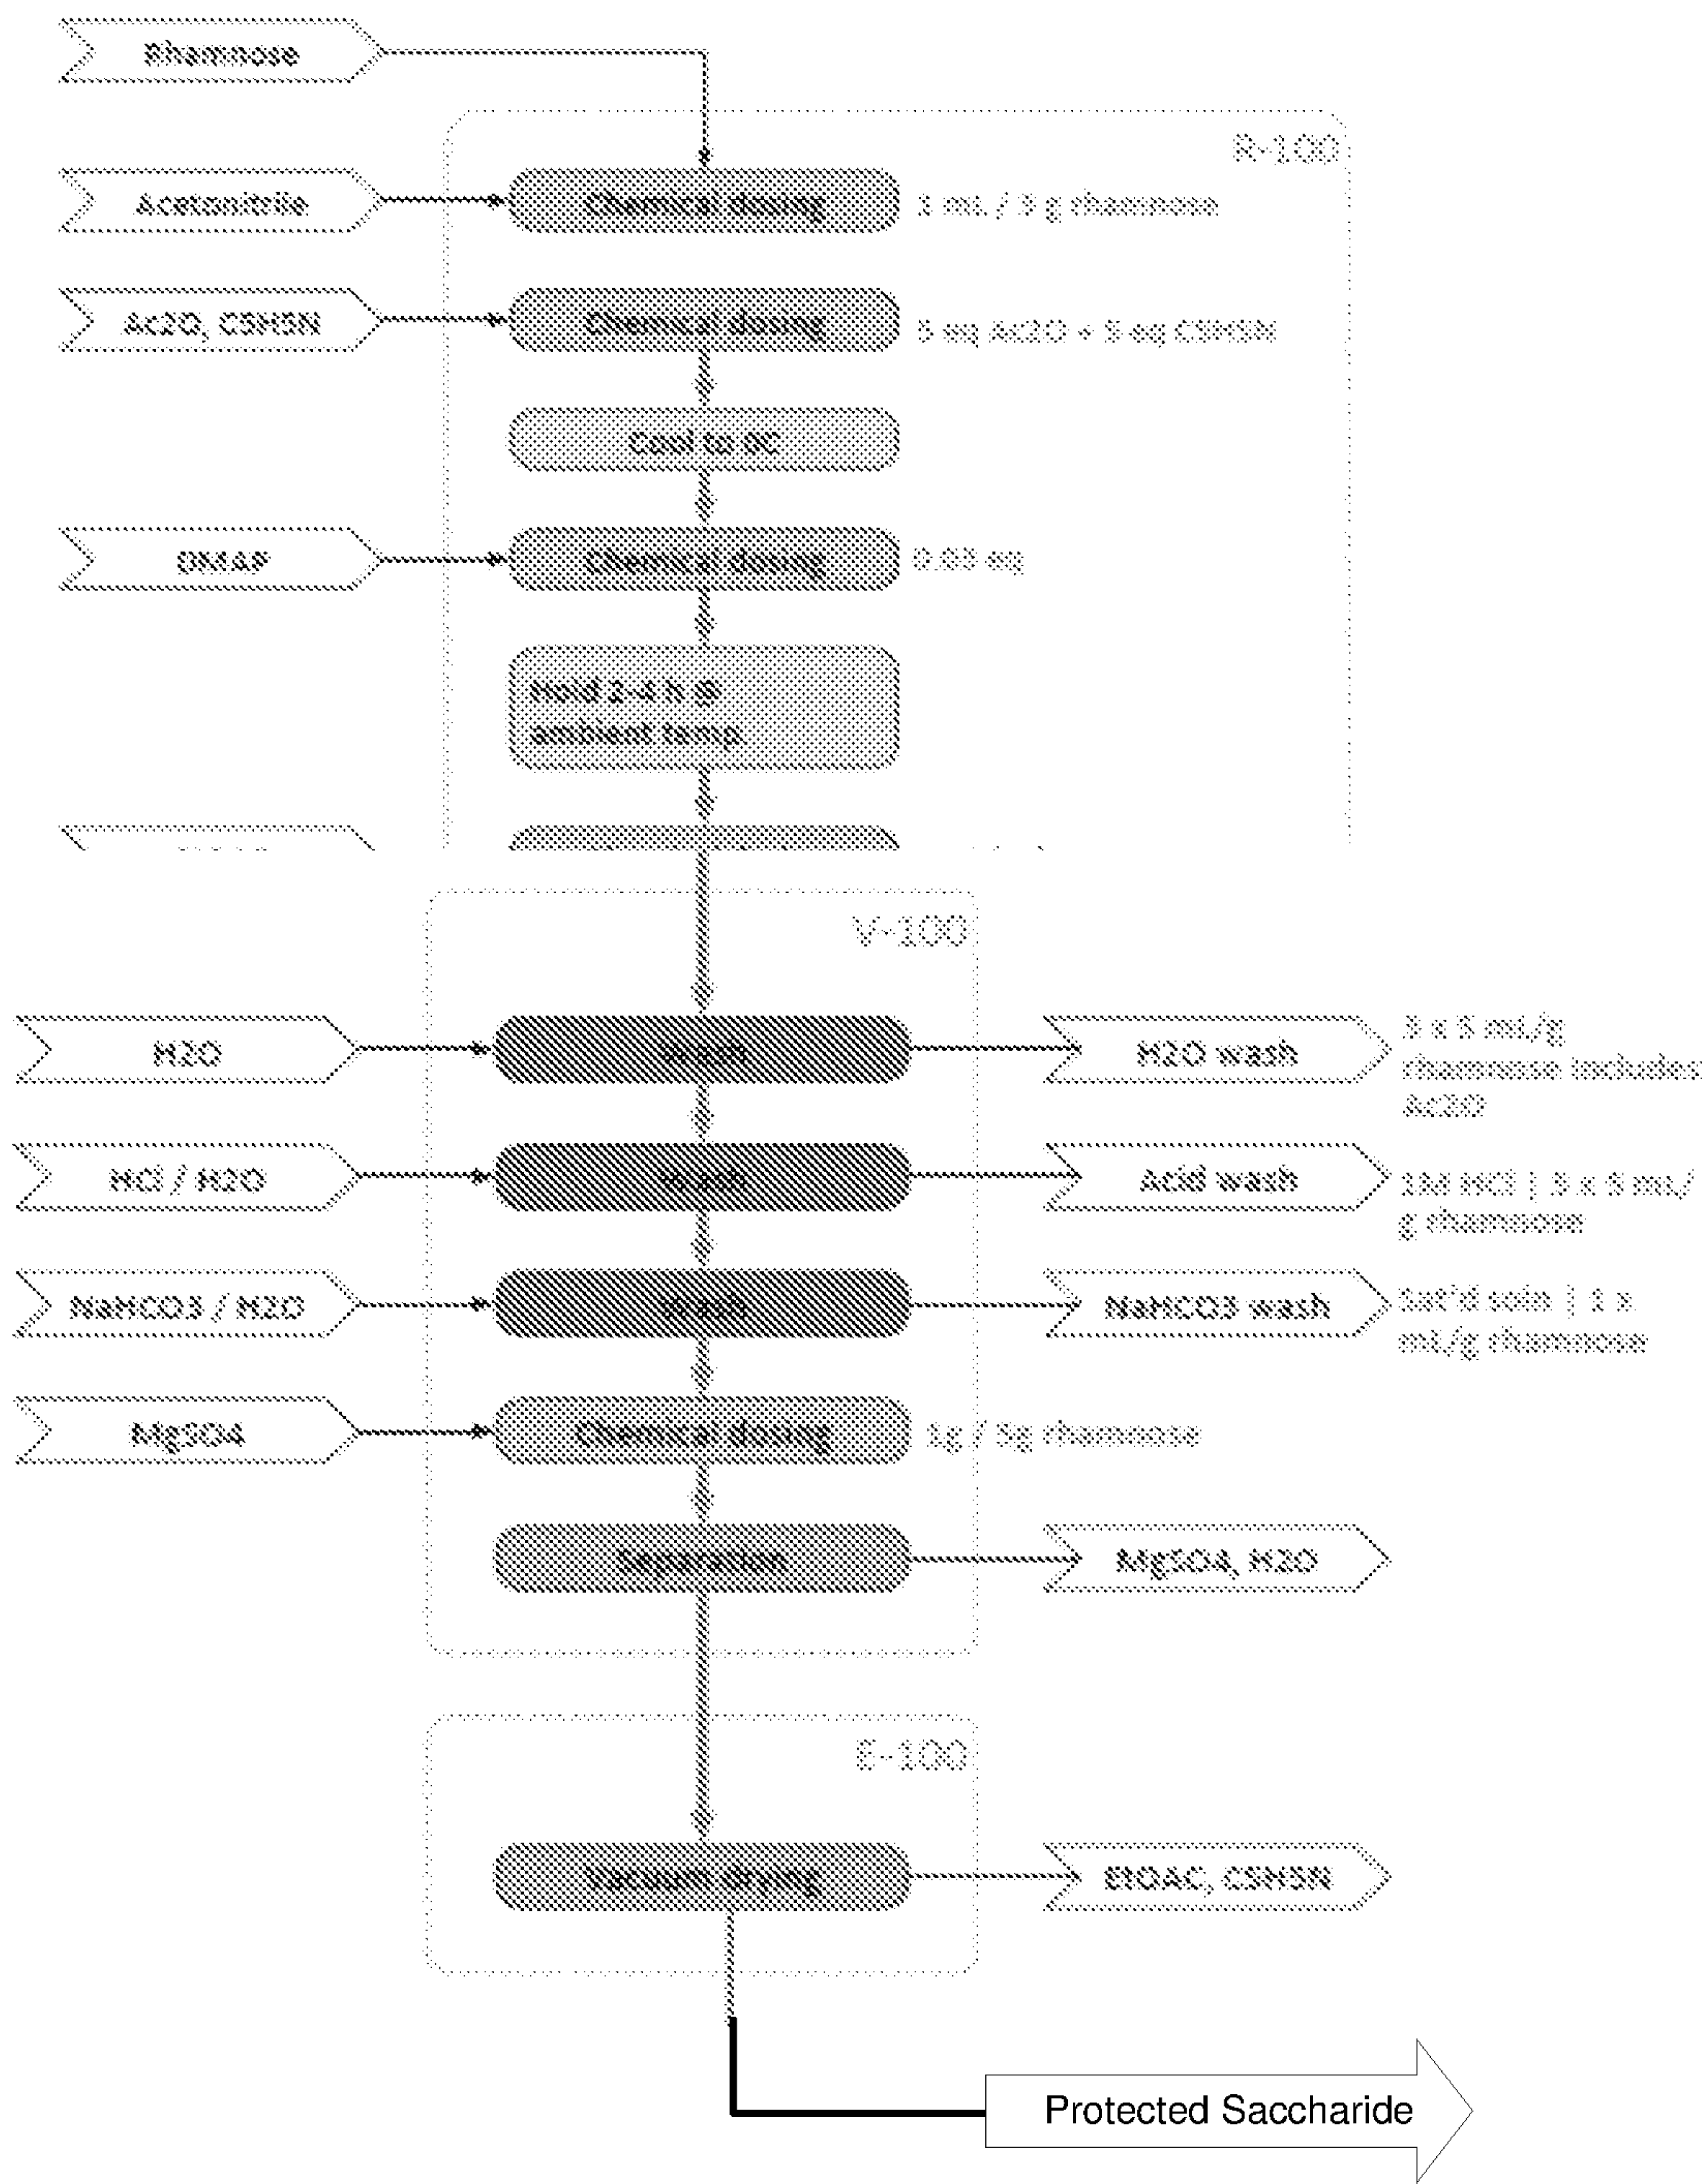 Rhamnose
R-100
Acetonitrile
Chemical dosing
1 mL / 3 g rhamnose
Ac2O, C5H5N
Chemical dosing
5 eq Ac2O + 5 eq C5H5N
Cool to 0C
DMAP
Chemical dosing
0.03 eq
Hold 2-4 h @
ambient temp
V-100
H2O
Wash
H2O wash
3 x 5 mL/g
rhamnose includes
Ac2O
HCl / H2O
Wash
Acid wash
1M HCl | 3 x 5 mL/
g rhamnose
NaHCO3 / H2O
Wash
NaHCO3 wash
Sat'd soln | 1 x
mL/g rhamnose
MgSO4
Chemical dosing
1g / 3g rhamnose
Separation
MgSO4, H2O
E-100
Vacuum drying
EtOAC, C5H5N
Protected Saccharide